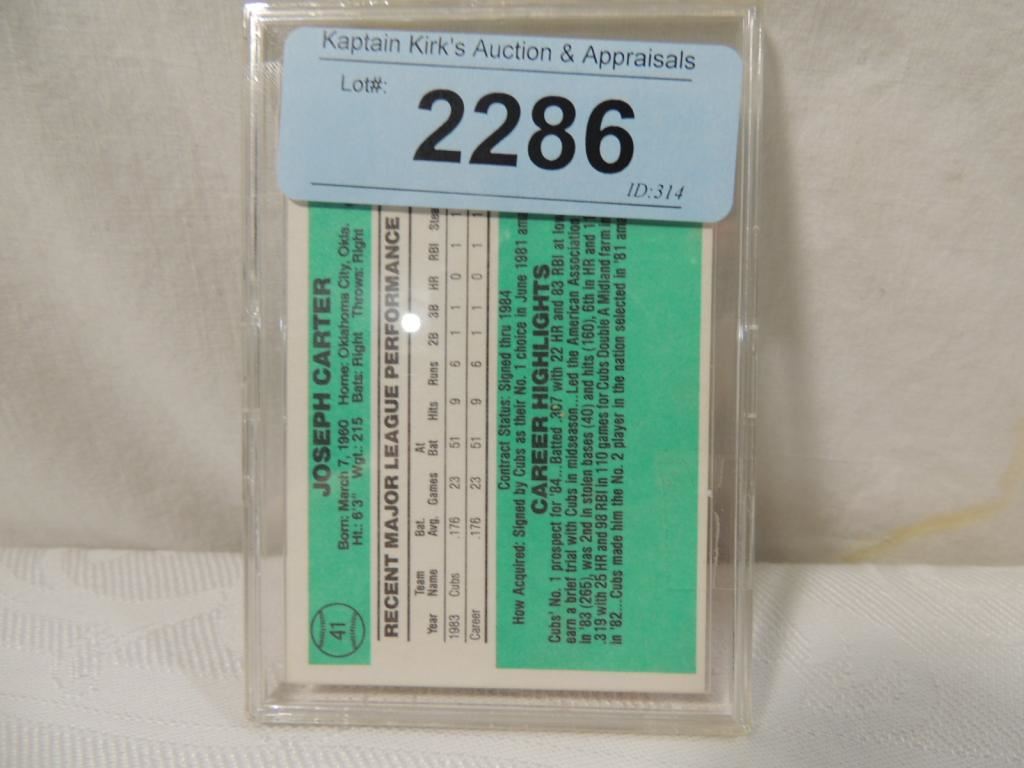 Kaptain Kirk's Auction & Appraisals
Lot#:
2286
ID:314
41
JOSEPH CARTER
Born: March 7, 1960 Home: Oklahoma City, Okla.
Ht.: 6'3" Wgt.: 215 Bats: Right Throws: Right
RECENT MAJOR LEAGUE PERFORMANCE
Year Team Name Bat. Avg. Games At Bat Hits Runs 2B 3B HR RBI
1983 Cubs .176 23 51 9 6 1 1 0 1 1
Career .176 23 51 9 6 1 1 0 1 1
Contract Status: Signed thru 1984
How Acquired: Signed by Cubs as their No. 1 choice in June 1981
CAREER HIGHLIGHTS
Cubs' No. 1 prospect for '84...Batted .307 with 22 HR and 83 RBI at
earn a brief trial with Cubs in midseason...Led the American Association
in '83 (265), was 2nd in stolen bases (40) and hits (160), 6th in HR and
.319 with 25 HR and 98 RBI in 110 games for Cubs Double A Midland farm
in '82...Cubs made him the No. 2 player in the nation selected in '81